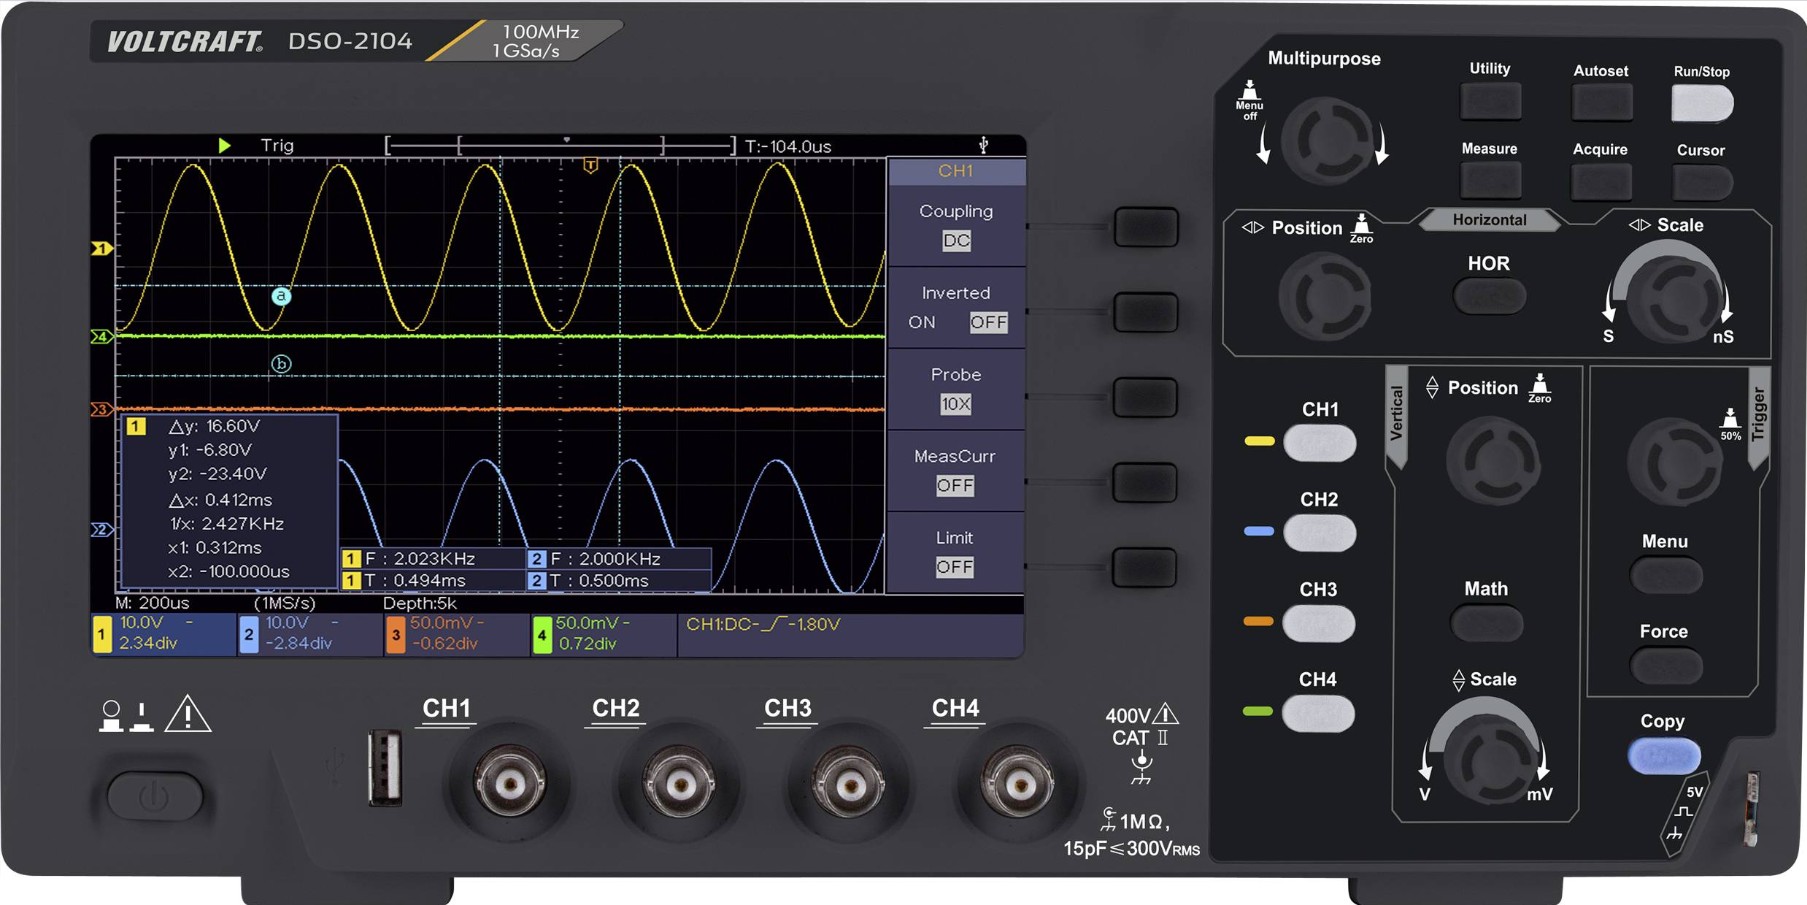 VOLTCRAFT. DSO-2104
100MHz
1GSa/s
Trig
T:-104.0us
T
CH1
Coupling
DC
Inverted
ON OFF
Probe
10X
MeasCurr
OFF
Limit
OFF
1
4
3
2
a
b
1 △y: 16.60V
y1: -6.80V
y2: -23.40V
△x: 0.412ms
1/x: 2.427KHz
x1: 0.312ms
x2: -100.000us
1 F : 2.023KHz 2 F : 2.000KHz
1 T : 0.494ms 2 T : 0.500ms
M: 200us (1MS/s) Depth:5k
1 10.0V - 2.34div
2 10.0V - -2.84div
3 50.0mV - -0.62div
4 50.0mV - 0.72div
CH1:DC- -1.80V
CH1
CH2
CH3
CH4
400V
CAT II
1MΩ,
15pF≤300VRMS
Multipurpose
Menu
off
Utility
Autoset
Run/Stop
Measure
Acquire
Cursor
Horizontal
Position
Zero
HOR
Scale
S
nS
CH1
CH2
CH3
CH4
Vertical
Position
Zero
Math
Scale
V
mV
Trigger
50%
Menu
Force
Copy
5V